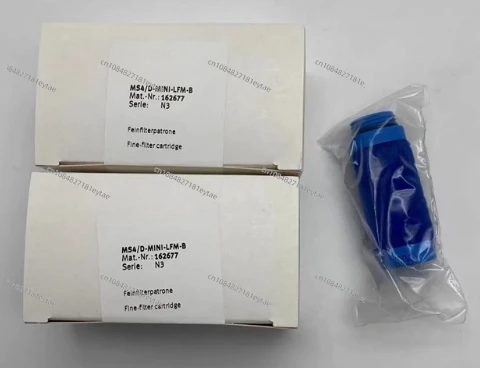 MS4/D-MINI-LFM-B
Mat.-Nr.: 162677
Serie: N3
Feinfilterpatrone
Fine-filter cartridge
MS4/D-MINI-LFM-B
Mat.-Nr.: 162677
Serie: N3
Feinfilterpatrone
Fine-filter cartridge
cn1084827181eytae